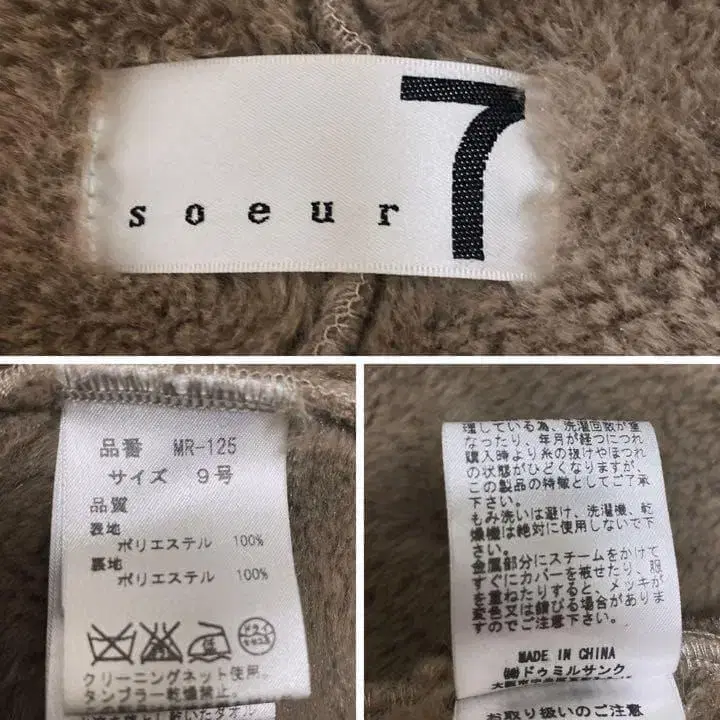 soeur 7
品番 MR-125
サイズ 9号
品質
表地
ポリエステル 100%
裏地
ポリエステル 100%
ドライ
クリーニングネット使用。
タンブラー乾燥禁止。
理している為、洗濯回数が重
なったり、年月が経つにつれ
購入時より糸の抜けやほつれ
の状態がひどくなりますが、
この製品の特徴としてご了承
下さい。
もみ洗いは避け、洗濯機、乾
燥機は絶対に使用しないで下
さい。
金属部分にスチームをかけて
すぐにカバーを被せたり、服
を重ねたりすると、メッキが
変色又は錆びる場合がありま
すのでご注意下さい。
MADE IN CHINA
㈱ドゥミルサンク
お取り扱いのご注意